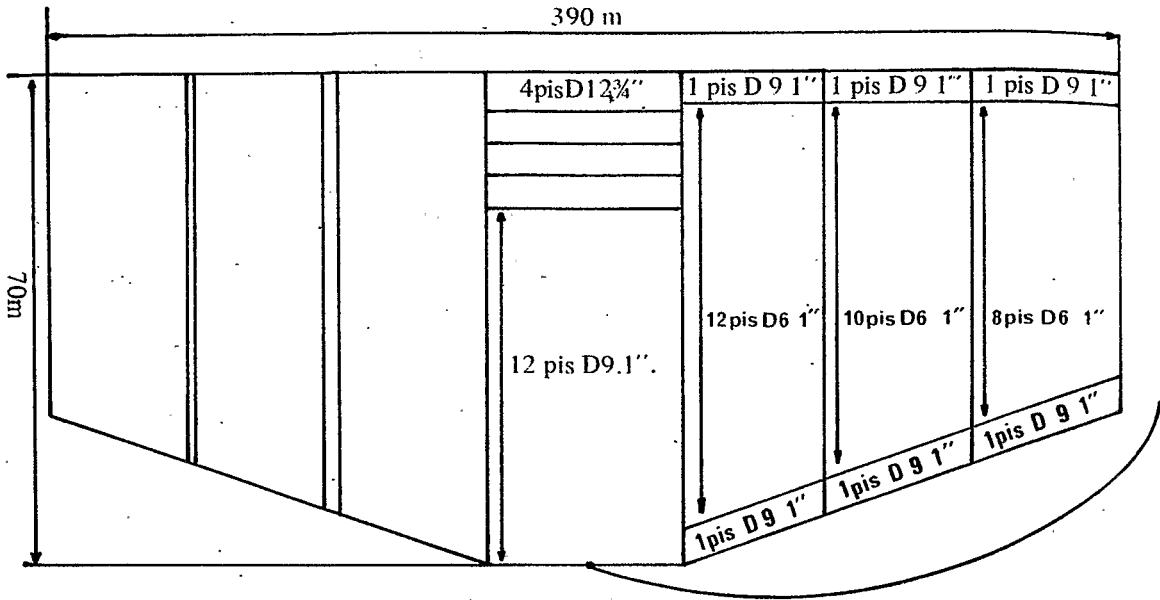 390 m
4pisD12¾″ 1 pis D 9 1″ 1 pis D 9 1″ 1 pis D 9 1″
70m
12pis D6 1″ 10pis D6 1″ 8pis D6 1″
12 pis D9.1″.
1pis D 9 1″
1pis D 9 1″
1pis D 9 1″